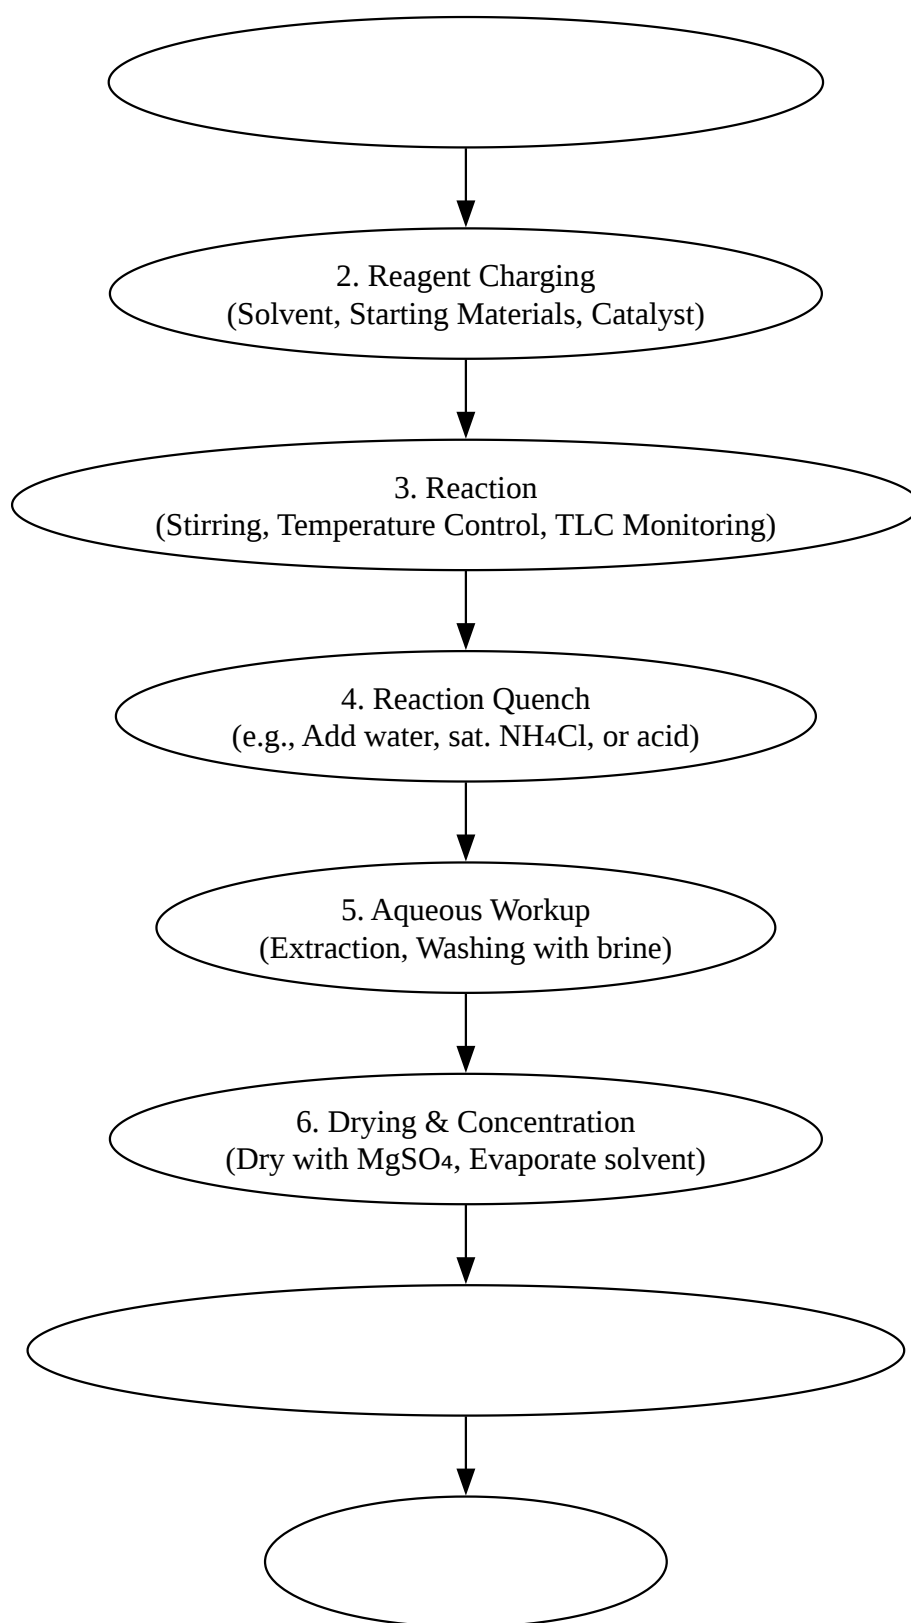 2. Reagent Charging
(Solvent, Starting Materials, Catalyst)
3. Reaction
(Stirring, Temperature Control, TLC Monitoring)
4. Reaction Quench
(e.g., Add water, sat. NH₄Cl, or acid)
5. Aqueous Workup
(Extraction, Washing with brine)
6. Drying & Concentration
(Dry with MgSO₄, Evaporate solvent)